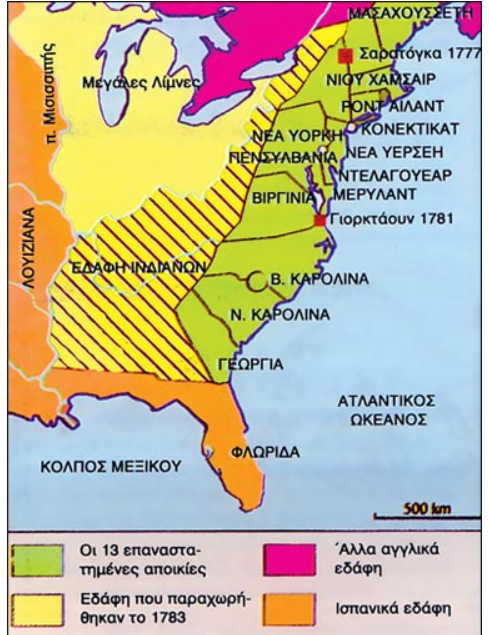 ΜΑΣΑΧΟΥΣΣΕΤΗ
Σαρατόγκα 1777
Μεγάλες Λίμνες
π. Μισισσιπής
ΝΙΟΥ ΧΑΜΣΑΙΡ
ΡΟΝΤ ΑΪΛΑΝΤ
ΚΟΝΕΚΤΙΚΑΤ
ΝΕΑ ΥΟΡΚΗ
ΝΕΑ ΥΕΡΣΕΗ
ΠΕΝΣΥΛΒΑΝΙΑ
ΝΤΕΛΑΓΟΥΕΑΡ
ΜΕΡΥΛΑΝΤ
ΒΙΡΓΙΝΙΑ
Γιορκτάουν 1781
ΛΟΥΙΖΙΑΝΑ
ΕΔΑΦΗ ΙΝΔΙΑΝΩΝ
Β. ΚΑΡΟΛΙΝΑ
Ν. ΚΑΡΟΛΙΝΑ
ΓΕΩΡΓΙΑ
ΑΤΛΑΝΤΙΚΟΣ
ΩΚΕΑΝΟΣ
ΦΛΩΡΙΔΑ
ΚΟΛΠΟΣ ΜΕΞΙΚΟΥ
500 km
Οι 13 επαναστα-
τημένες αποικίες
Άλλα αγγλικά
εδάφη
Εδάφη που παραχωρή-
θηκαν το 1783
Ισπανικά εδάφη